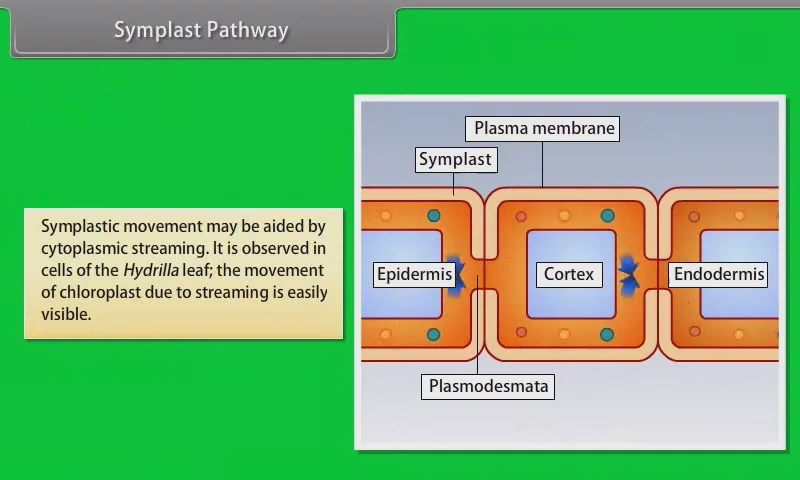 Symplast Pathway
Plasma membrane
Symplast
Symplastic movement may be aided by
cytoplasmic streaming. It is observed in
cells of the Hydrilla leaf; the movement
of chloroplast due to streaming is easily
visible.
Epidermis
Cortex
Endodermis
Plasmodesmata